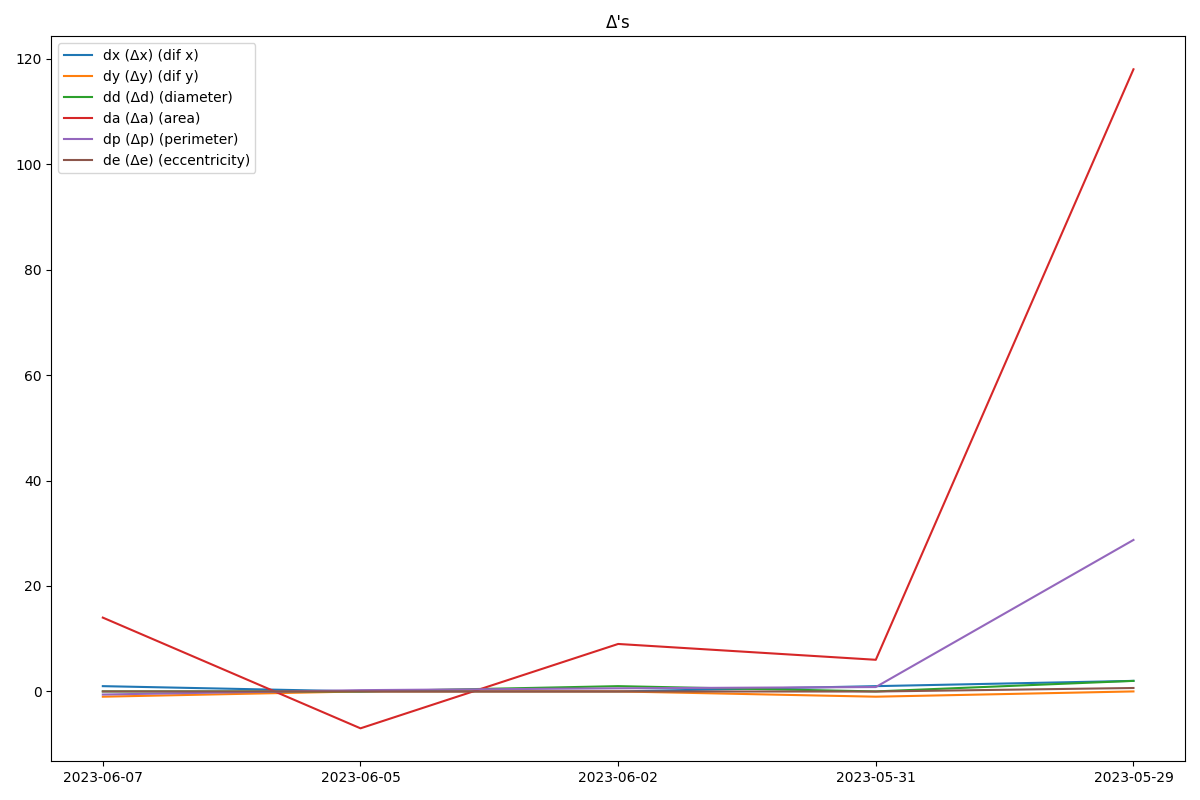 Δ's
dx (Δx) (dif x)
dy (Δy) (dif y)
dd (Δd) (diameter)
da (Δa) (area)
dp (Δp) (perimeter)
de (Δe) (eccentricity)
120
100
80
60
40
20
0
2023-06-07 2023-06-05 2023-06-02 2023-05-31 2023-05-29